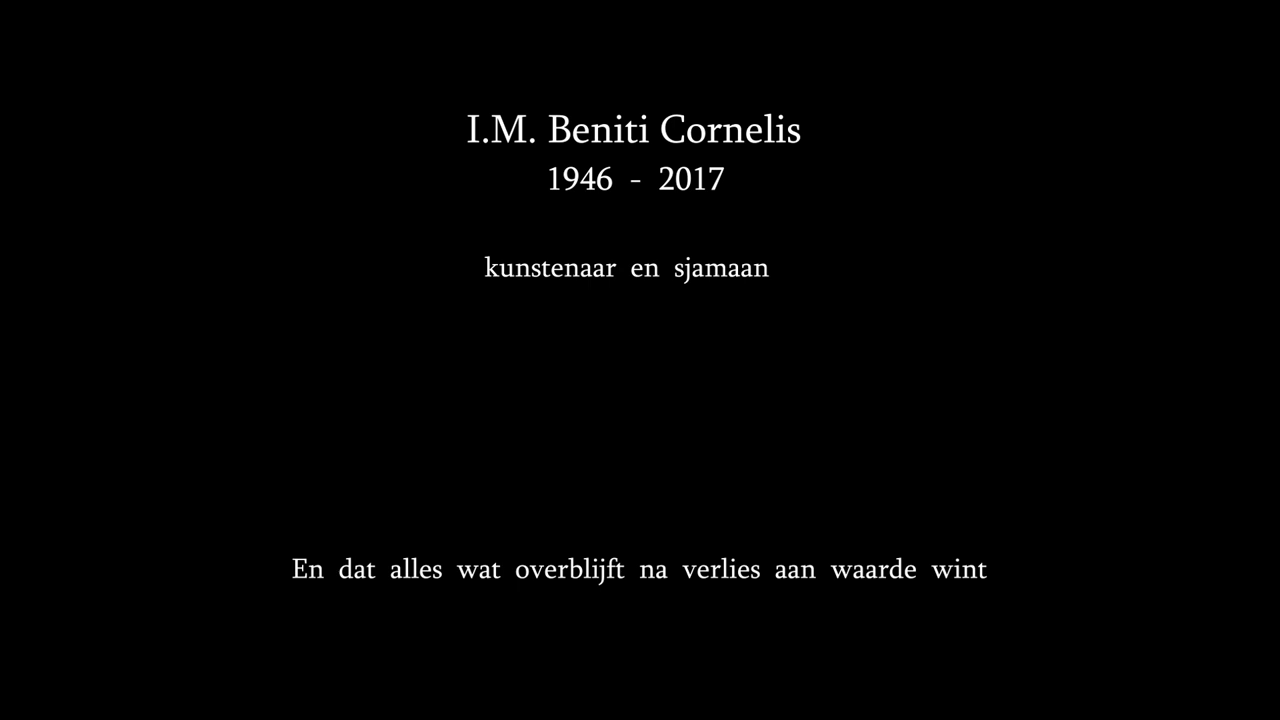 I.M. Beniti Cornelis
1946 - 2017
kunstenaar en sjamaan
En dat alles wat overblijft na verlies aan waarde wint